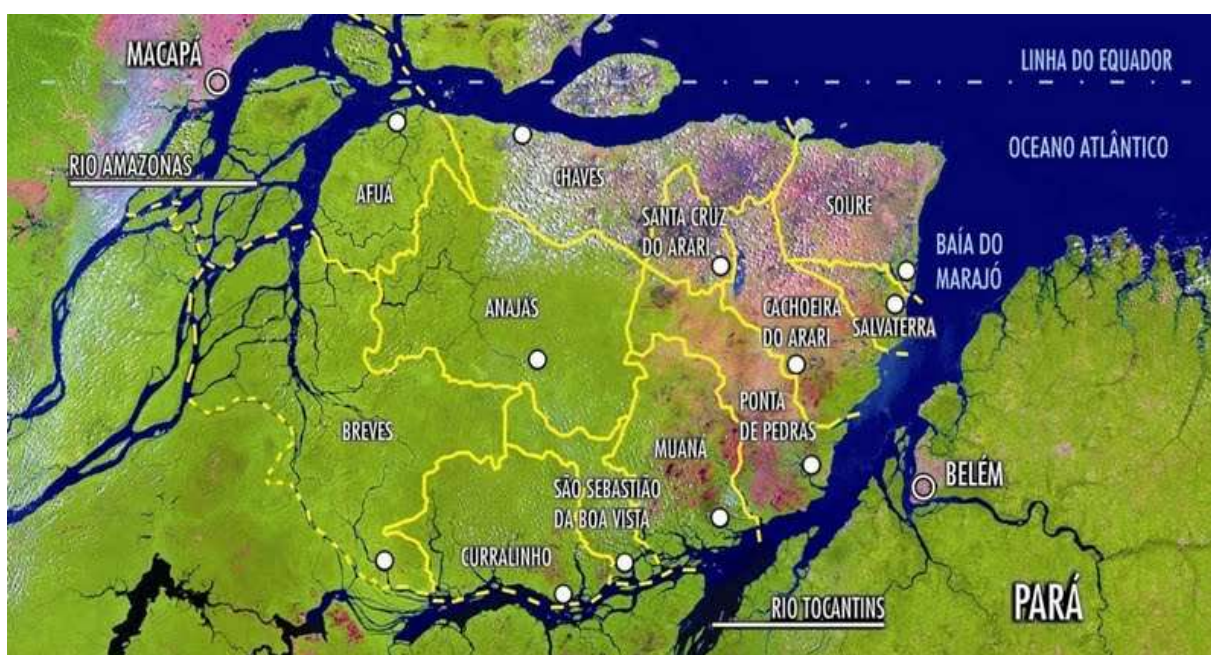 MACAPÁ
LINHA DO EQUADOR
OCEANO ATLÂNTICO
RIO AMAZONAS
CHAVES
AFUÁ
SANTA CRUZ
DO ARARI
SOURE
BAÍA DO
MARAJÓ
ANAJÁS
CACHOEIRA
DO ARARI
SALVATERRA
BREVES
PONTA
DE PEDRAS
MUANÁ
BELÉM
SÃO SEBASTIÃO
DA BOA VISTA
CURRALINHO
RIO TOCANTINS
PARÁ